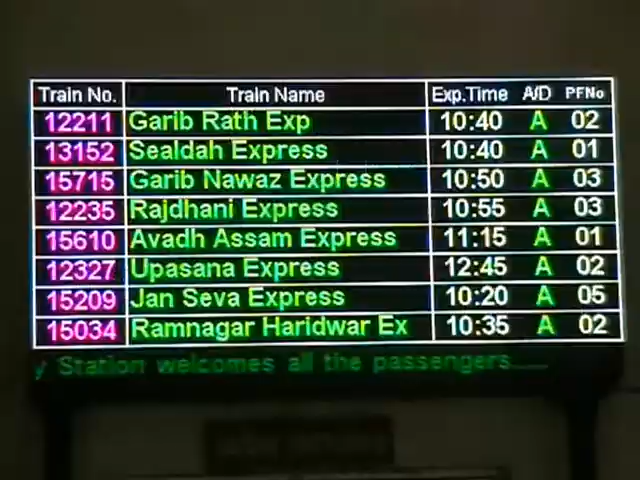 Train No. Train Name Exp.Time A/D PFNo
12211 Garib Rath Exp 10:40 A 02
13152 Sealdah Express 10:40 A 01
15715 Garib Nawaz Express 10:50 A 03
12235 Rajdhani Express 10:55 A 03
15610 Avadh Assam Express 11:15 A 01
12327 Upasana Express 12:45 A 02
15209 Jan Seva Express 10:20 A 05
15034 Ramnagar Haridwar Ex 10:35 A 02
Station welcomes all the passengers.....